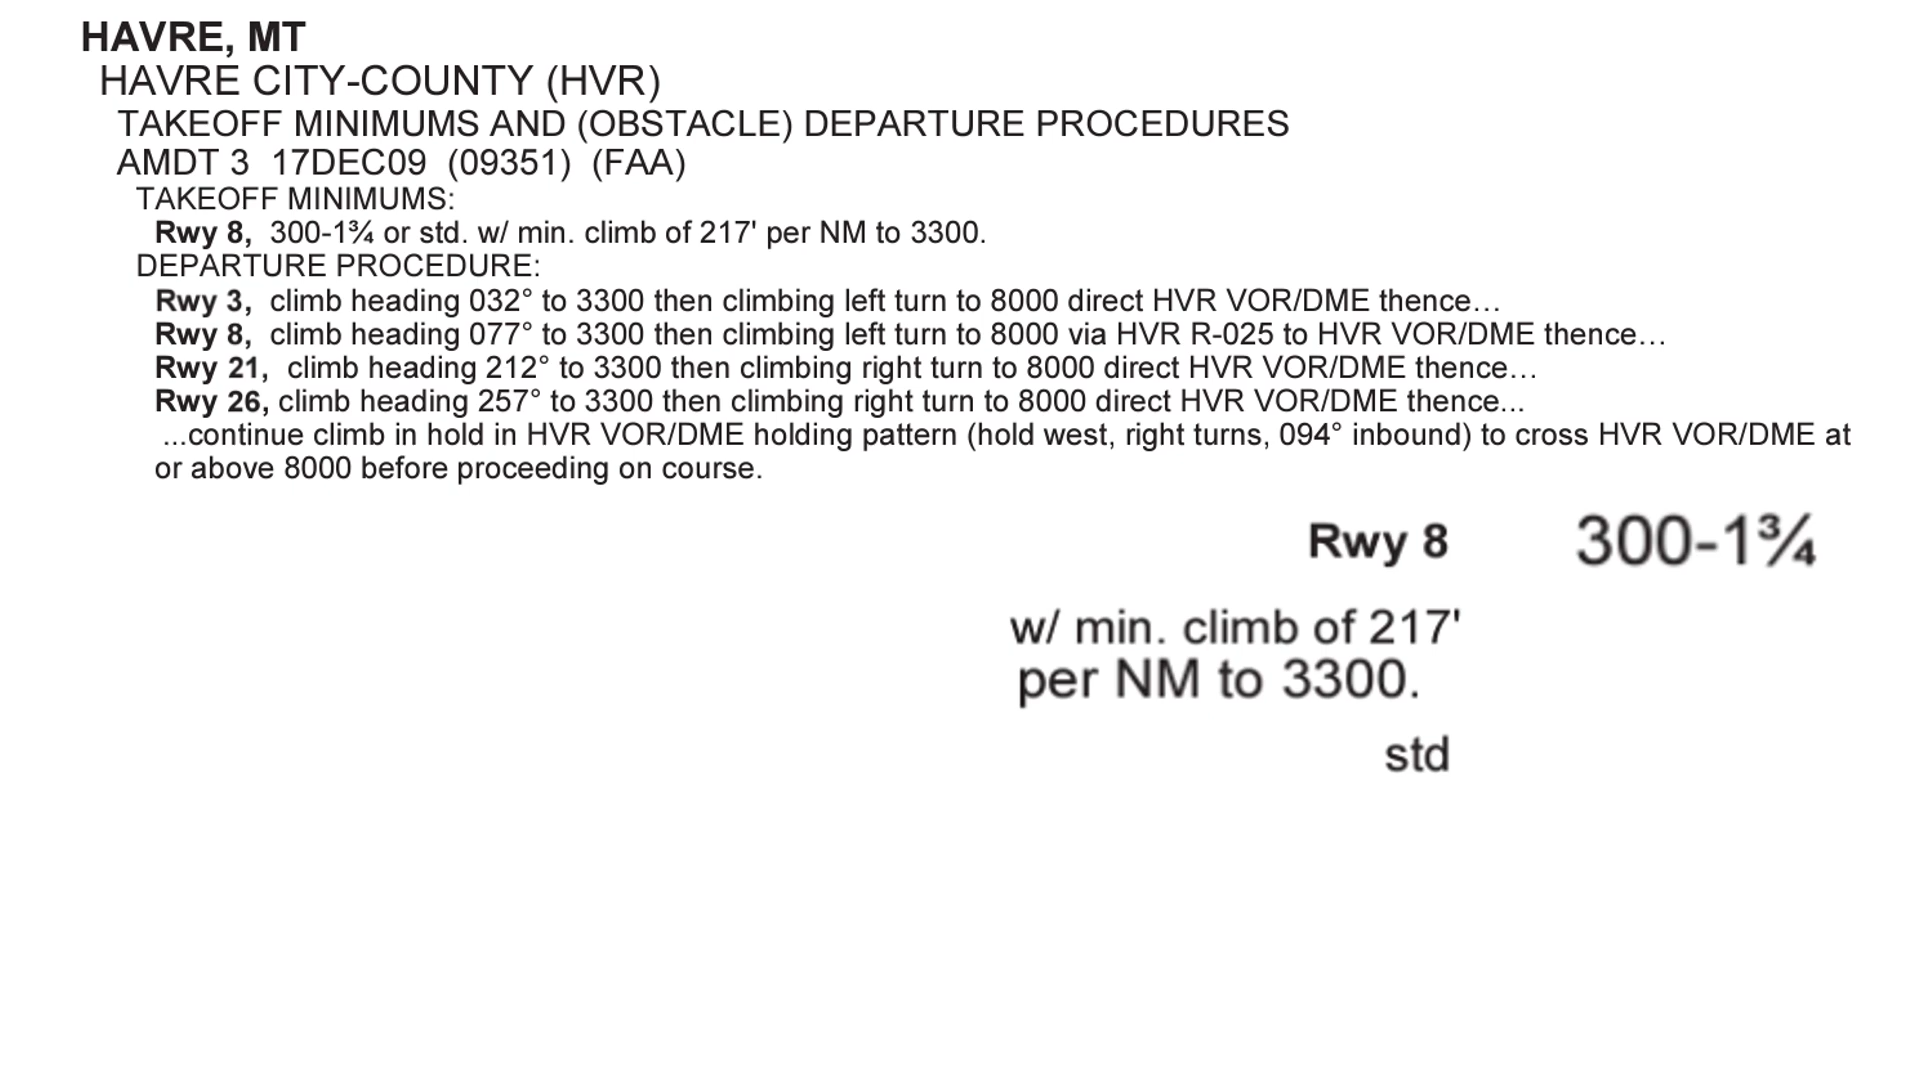 HAVRE, MT
HAVRE CITY-COUNTY (HVR)
TAKEOFF MINIMUMS AND (OBSTACLE) DEPARTURE PROCEDURES
AMDT 3 17DEC09 (09351) (FAA)
TAKEOFF MINIMUMS:
Rwy 8, 300-1¾ or std. w/ min. climb of 217' per NM to 3300.
DEPARTURE PROCEDURE:
Rwy 3, climb heading 032° to 3300 then climbing left turn to 8000 direct HVR VOR/DME thence…
Rwy 8, climb heading 077° to 3300 then climbing left turn to 8000 via HVR R-025 to HVR VOR/DME thence…
Rwy 21, climb heading 212° to 3300 then climbing right turn to 8000 direct HVR VOR/DME thence…
Rwy 26, climb heading 257° to 3300 then climbing right turn to 8000 direct HVR VOR/DME thence...
...continue climb in hold in HVR VOR/DME holding pattern (hold west, right turns, 094° inbound) to cross HVR VOR/DME at
or above 8000 before proceeding on course.
Rwy 8 300-1¾
w/ min. climb of 217'
per NM to 3300.
std